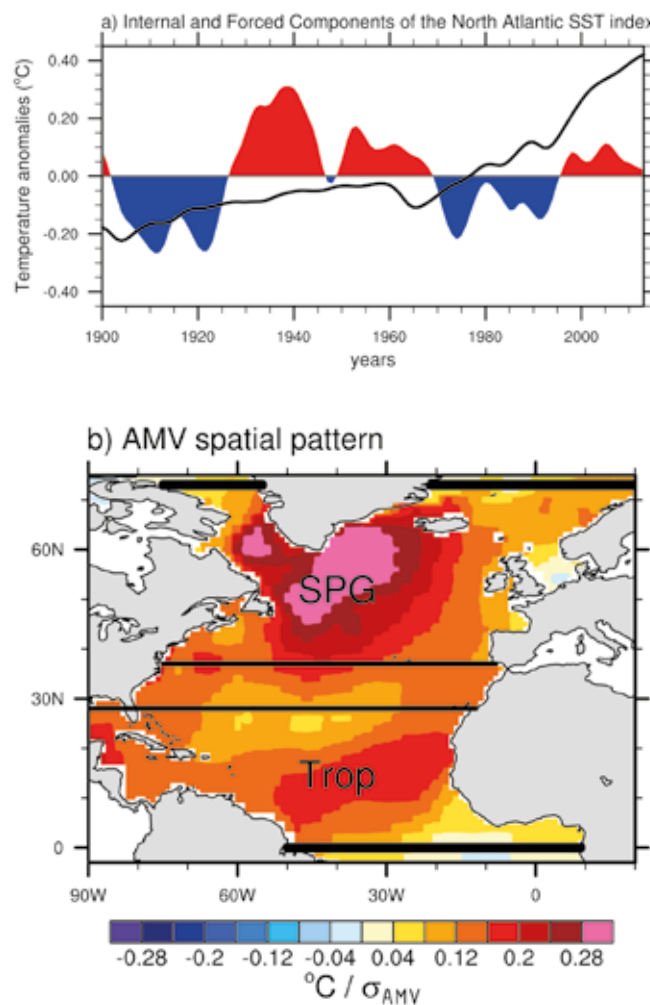 a) Internal and Forced Components of the North Atlantic SST index
Temperature anomalies (°C)
0.40
0.20
0.00
-0.20
-0.40
1900 1920 1940 1960 1980 2000
years
b) AMV spatial pattern
60N
30N
0
SPG
Trop
90W 60W 30W 0
-0.28 -0.2 -0.12 -0.04 0.04 0.12 0.2 0.28
°C / σAMV